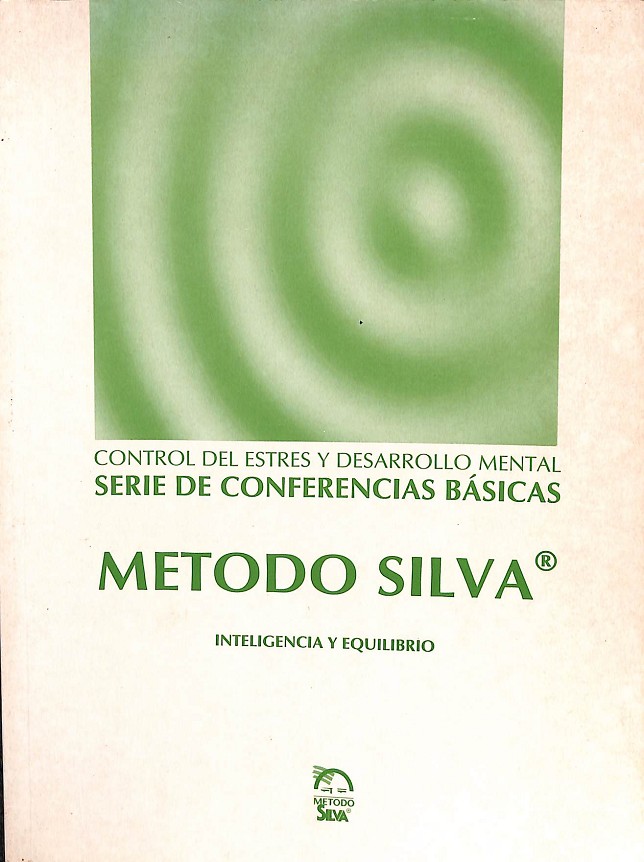 CONTROL DEL ESTRES Y DESARROLLO MENTAL
SERIE DE CONFERENCIAS BÁSICAS
METODO SILVA®
INTELIGENCIA Y EQUILIBRIO
METODO
SILVA®